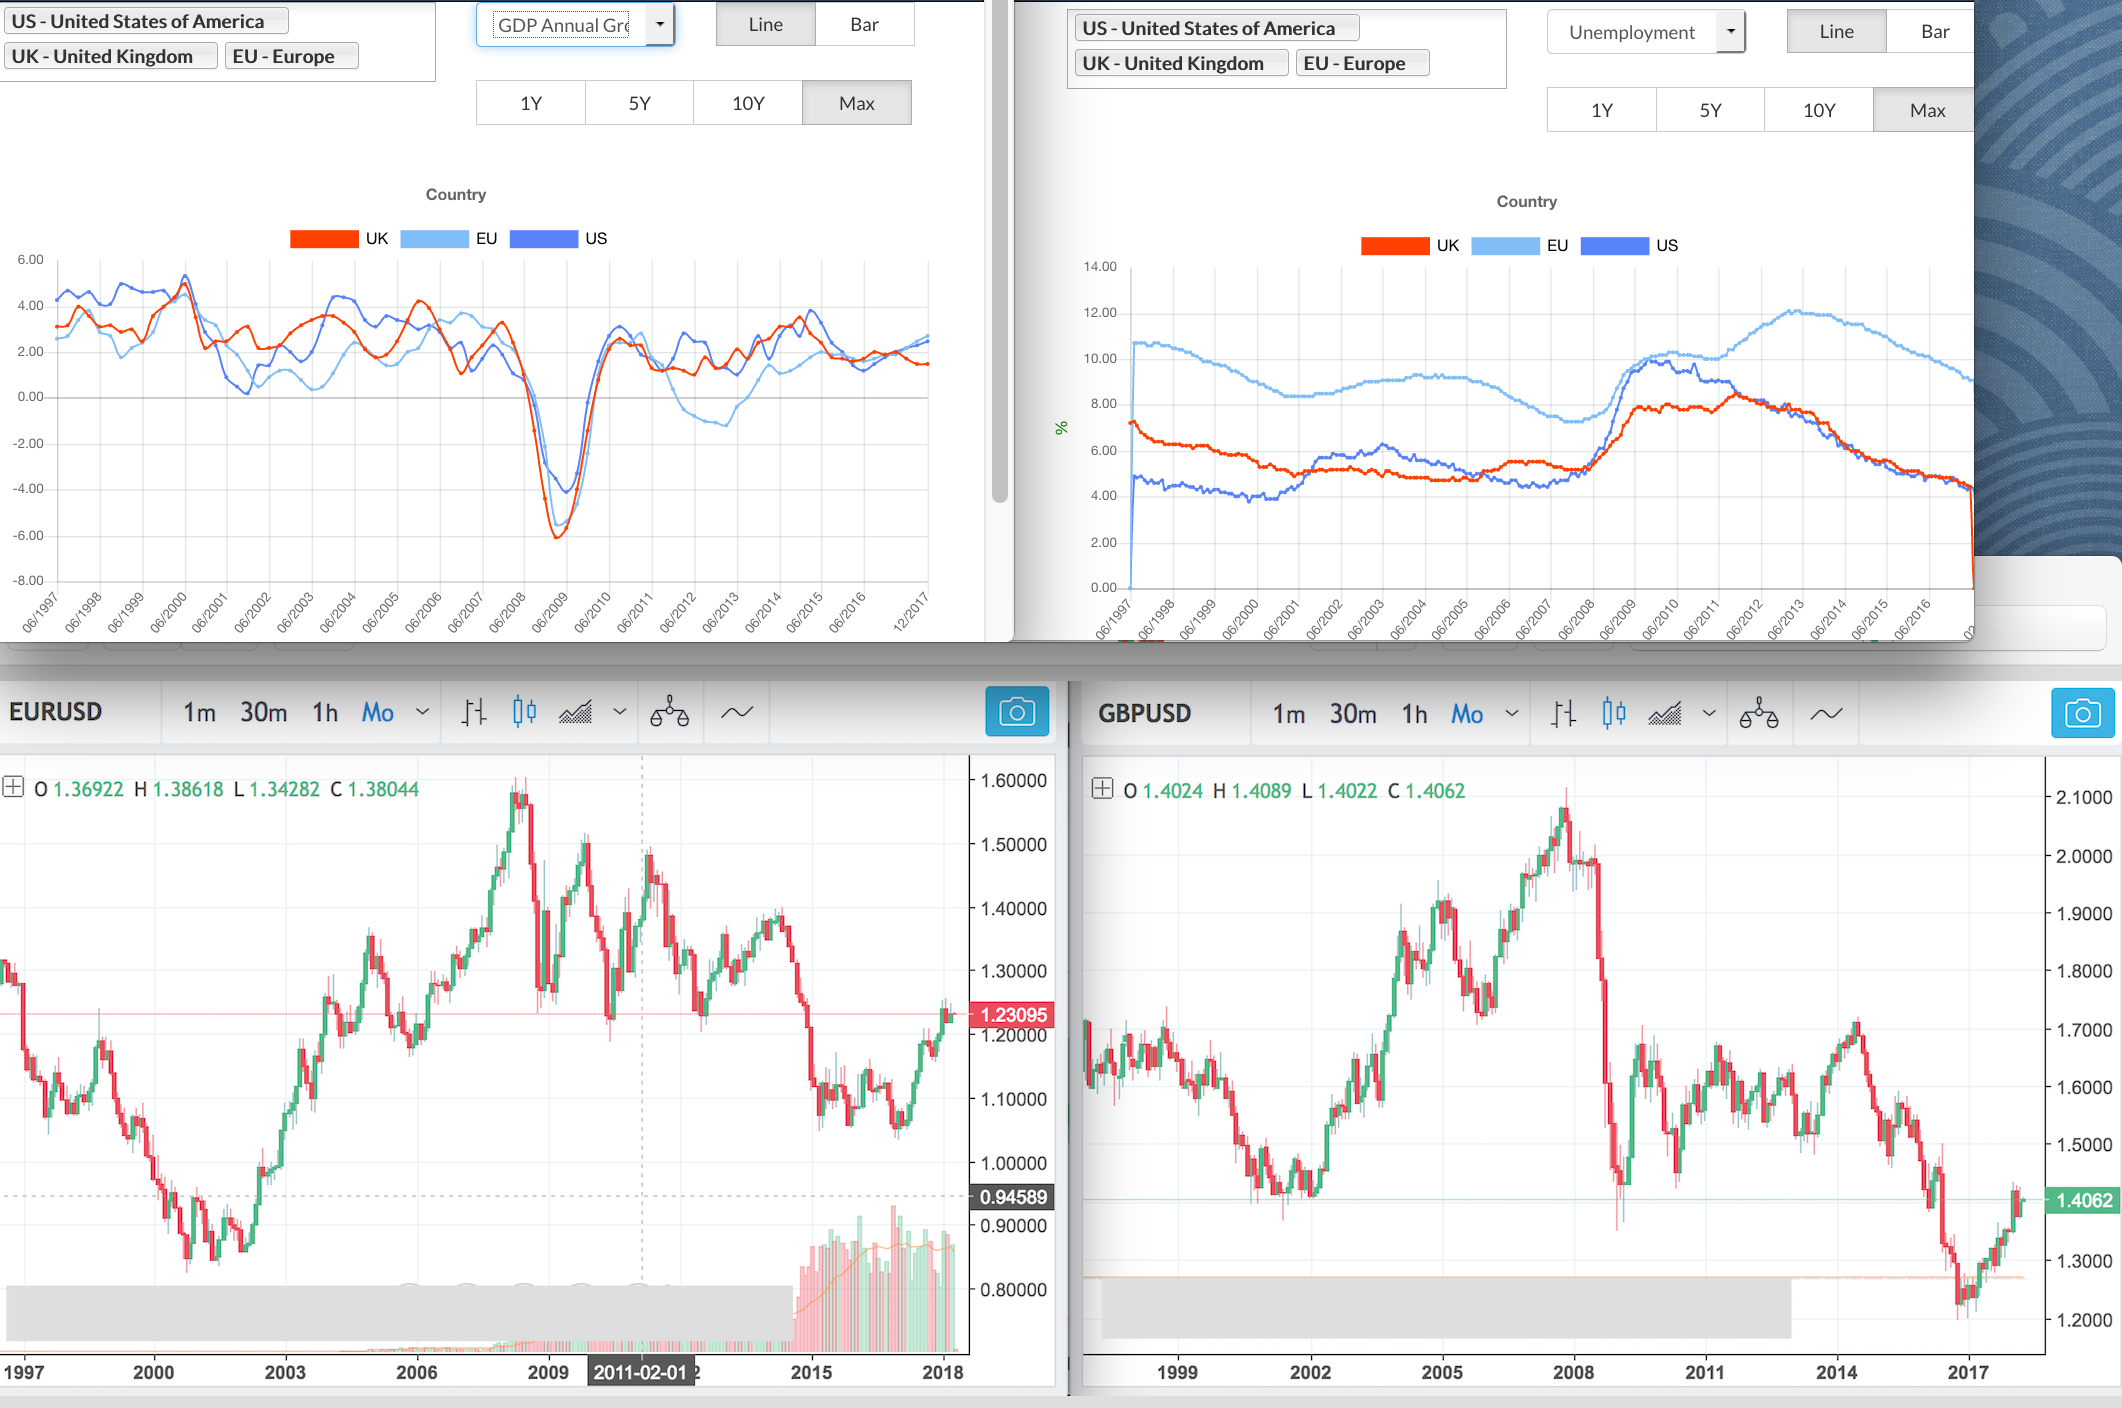 US - United States of America
UK - United Kingdom EU - Europe
GDP Annual Gr
Line Bar
1Y 5Y 10Y Max
Country
UK EU US
6.00
4.00
2.00
0.00
-2.00
-4.00
-6.00
-8.00
06/1997 06/1998 06/1999 06/2000 06/2001 06/2002 06/2003 06/2004 06/2005 06/2006 06/2007 06/2008 06/2009 06/2010 06/2011 06/2012 06/2013 06/2014 06/2015 06/2016 12/2017
US - United States of America
UK - United Kingdom EU - Europe
Unemployment
Line Bar
1Y 5Y 10Y Max
Country
UK EU US
%
14.00
12.00
10.00
8.00
6.00
4.00
2.00
0.00
06/1997 06/1998 06/1999 06/2000 06/2001 06/2002 06/2003 06/2004 06/2005 06/2006 06/2007 06/2008 06/2009 06/2010 06/2011 06/2012 06/2013 06/2014 06/2015 06/2016
EURUSD 1m 30m 1h Mo
O 1.36922 H 1.38618 L 1.34282 C 1.38044
1.60000
1.50000
1.40000
1.30000
1.23095
1.20000
1.10000
1.00000
0.94589
0.90000
0.80000
1997 2000 2003 2006 2009 2011-02-01 2015 2018
GBPUSD 1m 30m 1h Mo
O 1.4024 H 1.4089 L 1.4022 C 1.4062
2.1000
2.0000
1.9000
1.8000
1.7000
1.6000
1.5000
1.4062
1.3000
1.2000
1999 2002 2005 2008 2011 2014 2017